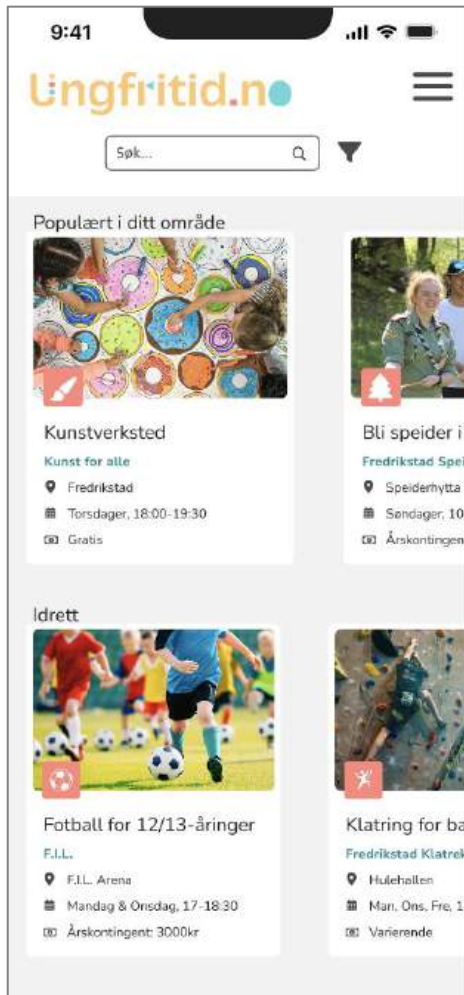 9:41
Ungfritid.no
Søk...
Populært i ditt område
Kunstverksted
Kunst for alle
Fredrikstad
Torsdager, 18:00-19:30
Gratis
Bli speider i
Fredrikstad Spei
Speiderhytta
Søndager, 10
Årskontingen
Idrett
Fotball for 12/13-åringer
F.I.L.
F.I.L. Arena
Mandag & Onsdag, 17-18:30
Årskontingent: 3000kr
Klatring for ba
Fredrikstad Klatrek
Hulehallen
Man, Ons, Fre, 1
Varierende